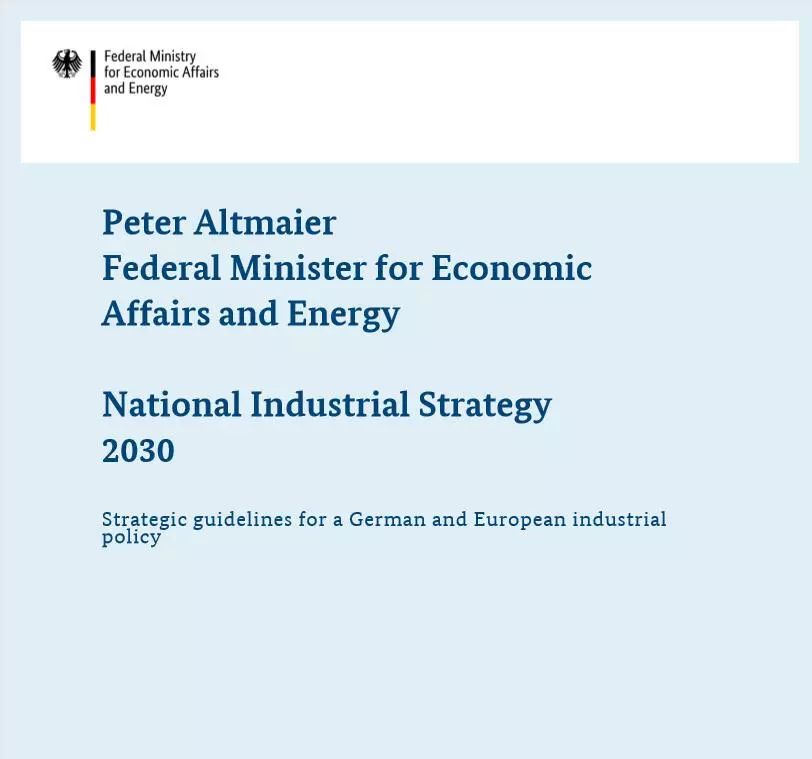 Federal Ministry
for Economic Affairs
and Energy
Peter Altmaier
Federal Minister for Economic
Affairs and Energy
National Industrial Strategy
2030
Strategic guidelines for a German and European industrial
policy